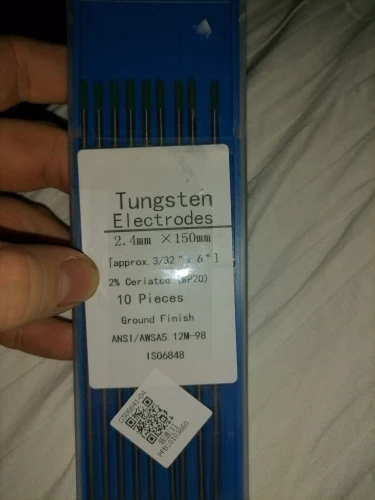 Tungsten
Electrodes
2.4mm ×150mm
[approx.3/32"x 6"]
2% Ceriated (WP20)
10 Pieces
Ground Finish
ANSI/AWSA5.12M-98
ISO6848